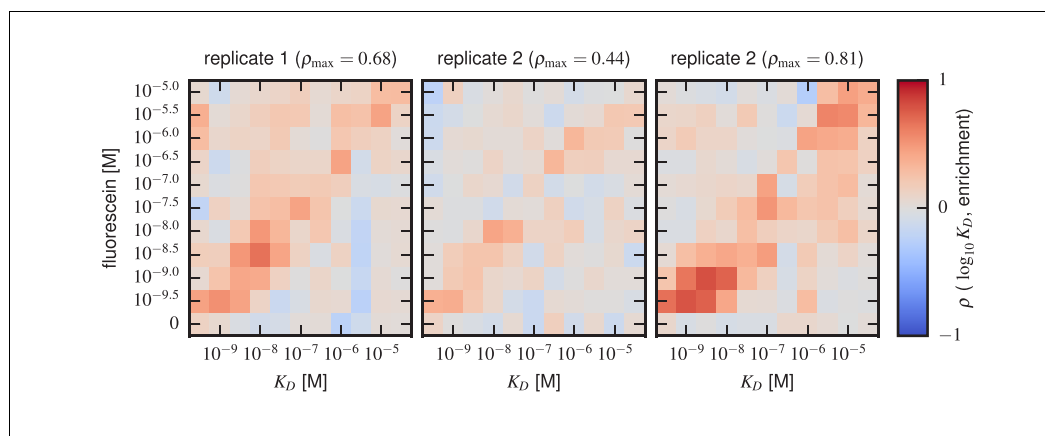 replicate 1 (ρmax = 0.68)
replicate 2 (ρmax = 0.44)
replicate 2 (ρmax = 0.81)
fluorescein [M]
10^−5.0
10^−5.5
10^−6.0
10^−6.5
10^−7.0
10^−7.5
10^−8.0
10^−8.5
10^−9.0
10^−9.5
0
10^−9 10^−8 10^−7 10^−6 10^−5
10^−9 10^−8 10^−7 10^−6 10^−5
10^−9 10^−8 10^−7 10^−6 10^−5
K_D [M]
K_D [M]
K_D [M]
1
0
−1
ρ ( log10 K_D, enrichment)